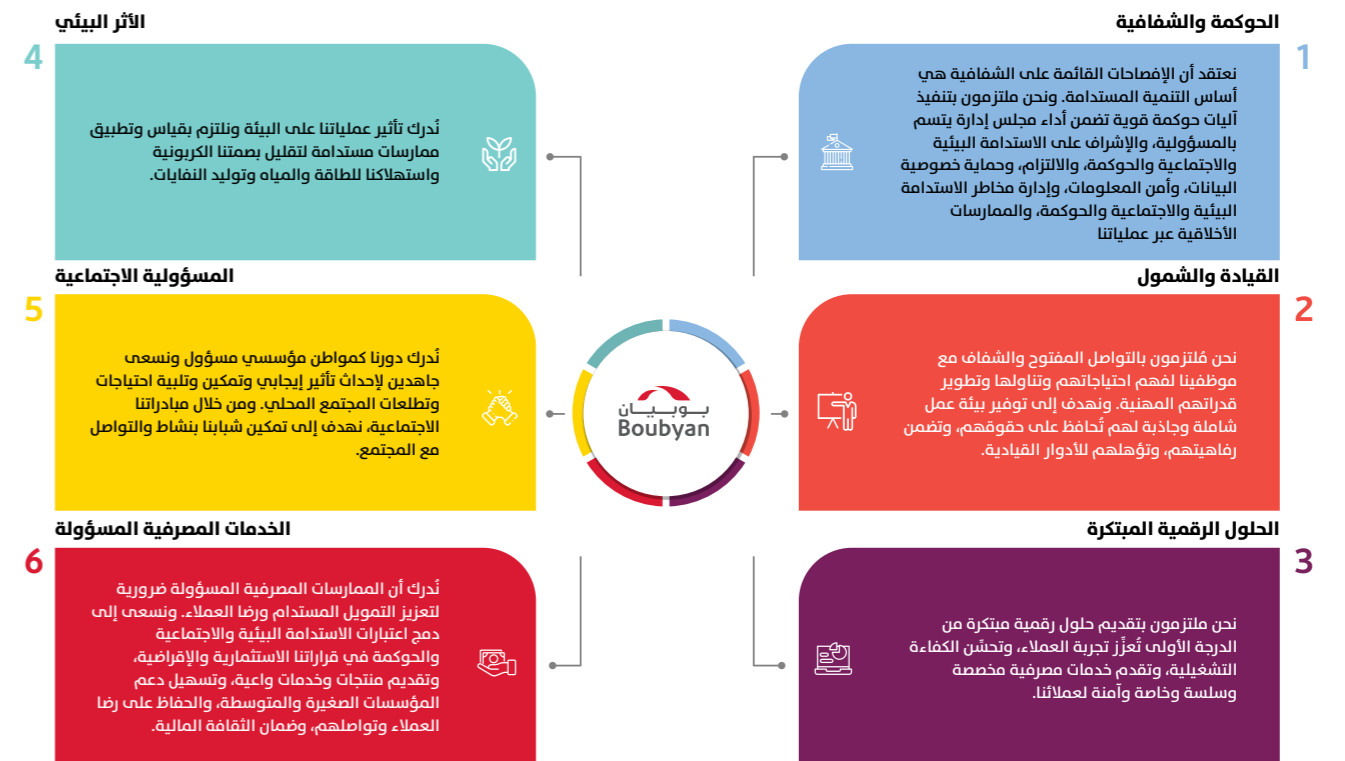 الحوكمة والشفافية
1
نعتقد أن الإفصاحات القائمة على الشفافية هي
أساس التنمية المستدامة. ونحن ملتزمون بتنفيذ
آليات حوكمة قوية تضمن أداء مجلس إدارة يتسم
بالمسؤولية، والإشراف على الاستدامة البيئية
والاجتماعية والحوكمة، والالتزام، وحماية خصوصية
البيانات، وأمن المعلومات، وإدارة مخاطر الاستدامة
البيئية والاجتماعية والحوكمة، والممارسات
الأخلاقية عبر عملياتنا
القيادة والشمول
2
نحن مُلتزمون بالتواصل المفتوح والشفاف مع
موظفينا لفهم احتياجاتهم وتناولها وتطوير
قدراتهم المهنية. ونهدف إلى توفير بيئة عمل
شاملة وجاذبة لهم تُحافظ على حقوقهم، وتضمن
رفاهيتهم، وتؤهلهم للأدوار القيادية.
الحلول الرقمية المبتكرة
3
نحن ملتزمون بتقديم حلول رقمية مبتكرة من
الدرجة الأولى تُعزِّز تجربة العملاء، وتحسِّن الكفاءة
التشغيلية، وتقدم خدمات مصرفية مخصصة
وسلسة وخاصة وآمنة لعملائنا.
بوبيان
Boubyan
الأثر البيئي
4
نُدرك تأثير عملياتنا على البيئة ونلتزم بقياس وتطبيق
ممارسات مستدامة لتقليل بصمتنا الكربونية
واستهلاكنا للطاقة والمياه وتوليد النفايات.
المسؤولية الاجتماعية
5
نُدرك دورنا كمواطن مؤسسي مسؤول ونسعى
جاهدين لإحداث تأثير إيجابي وتمكين وتلبية احتياجات
وتطلعات المجتمع المحلي. ومن خلال مبادراتنا
الاجتماعية، نهدف إلى تمكين شبابنا بنشاط والتواصل
مع المجتمع.
الخدمات المصرفية المسؤولة
6
نُدرك أن الممارسات المصرفية المسؤولة ضرورية
لتعزيز التمويل المستدام ورضا العملاء. ونسعى إلى
دمج اعتبارات الاستدامة البيئية والاجتماعية
والحوكمة في قراراتنا الاستثمارية والإقراضية،
وتقديم منتجات وخدمات واعية، وتسهيل دعم
المؤسسات الصغيرة والمتوسطة، والحفاظ على رضا
العملاء وتواصلهم، وضمان الثقافة المالية.